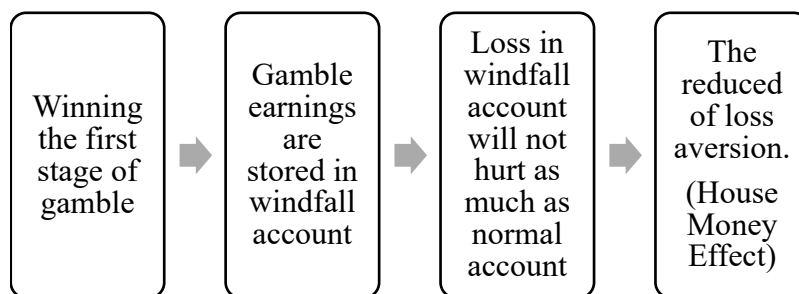 Winning
the first
stage of
gamble
Gamble
earnings
are
stored in
windfall
account
Loss in
windfall
account
will not
hurt as
much as
normal
account
The
reduced
of loss
aversion.
(House
Money
Effect)